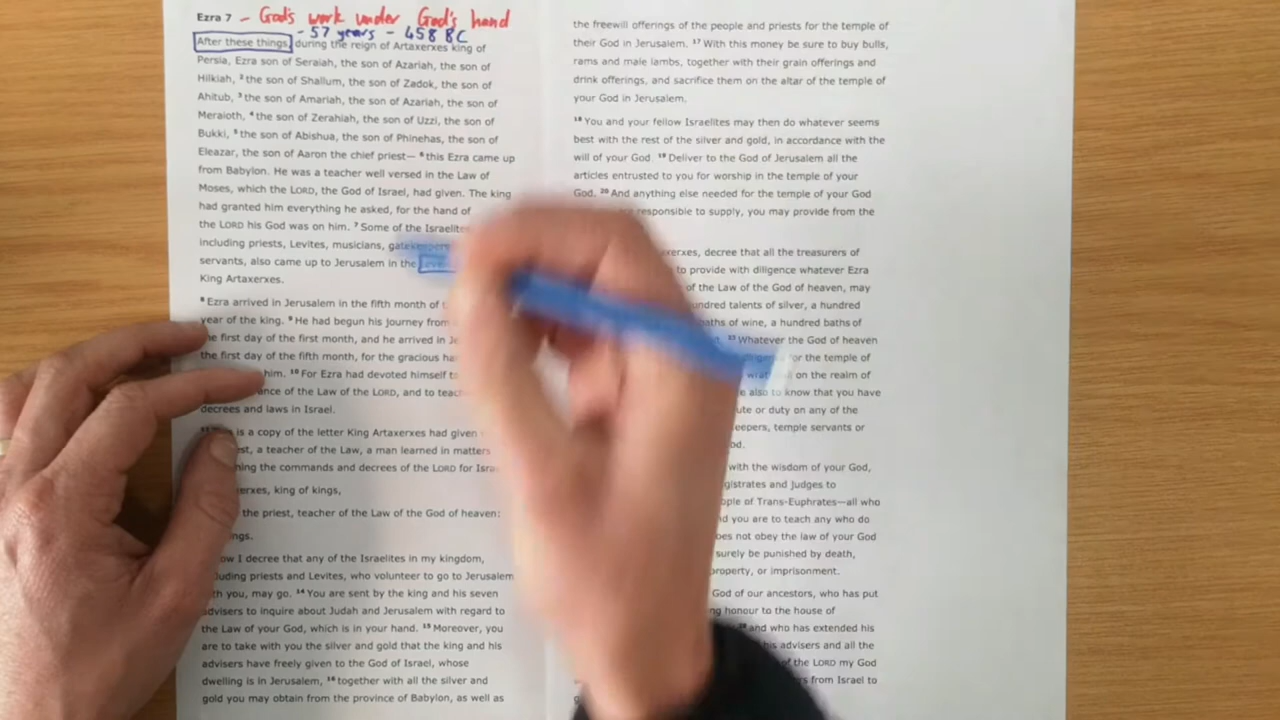 Ezra 7 - God's work under God's hand
- 57 years - 458 BC
After these things, during the reign of Artaxerxes king of
Persia, Ezra son of Seraiah, the son of Azariah, the son of
Hilkiah, ² the son of Shallum, the son of Zadok, the son of
Ahitub, ³ the son of Amariah, the son of Azariah, the son of
Meraioth, ⁴ the son of Zerahiah, the son of Uzzi, the son of
Bukki, ⁵ the son of Abishua, the son of Phinehas, the son of
Eleazar, the son of Aaron the chief priest— ⁶ this Ezra came up
from Babylon. He was a teacher well versed in the Law of
Moses, which the LORD, the God of Israel, had given. The king
had granted him everything he asked, for the hand of
the LORD his God was on him. ⁷ Some of the Israelites
including priests, Levites, musicians, gatekeepers
servants, also came up to Jerusalem in the
King Artaxerxes.
⁸ Ezra arrived in Jerusalem in the fifth month of
year of the king. ⁹ He had begun his journey from
the first day of the first month, and he arrived in
the first day of the fifth month, for the gracious
him. ¹⁰ For Ezra had devoted himself
of the Law of the LORD, and to
decrees and laws in Israel.
is a copy of the letter King Artaxerxes had given
a teacher of the Law, a man learned in matters
the commands and decrees of the LORD for
king of kings,
the priest, teacher of the Law of the God of heaven:
I decree that any of the Israelites in my kingdom,
priests and Levites, who volunteer to go to Jerusalem
you, may go. ¹⁴ You are sent by the king and his seven
advisers to inquire about Judah and Jerusalem with regard to
the Law of your God, which is in your hand. ¹⁵ Moreover, you
are to take with you the silver and gold that the king and his
advisers have freely given to the God of Israel, whose
dwelling is in Jerusalem, ¹⁶ together with all the silver and
gold you may obtain from the province of Babylon, as well as
the freewill offerings of the people and priests for the temple of
their God in Jerusalem. ¹⁷ With this money be sure to buy bulls,
rams and male lambs, together with their grain offerings and
drink offerings, and sacrifice them on the altar of the temple of
your God in Jerusalem.
¹⁸ You and your fellow Israelites may then do whatever seems
best with the rest of the silver and gold, in accordance with the
will of your God. ¹⁹ Deliver to the God of Jerusalem all the
articles entrusted to you for worship in the temple of your
God. ²⁰ And anything else needed for the temple of your God
responsible to supply, you may provide from the
decree that all the treasurers of
to provide with diligence whatever Ezra
of the Law of the God of heaven, may
talents of silver, a hundred
of wine, a hundred baths of
²³ Whatever the God of heaven
for the temple of
on the realm of
also to know that you have
or duty on any of the
temple servants or
with the wisdom of your God,
and judges to
of Trans-Euphrates—all who
you are to teach any who do
not obey the law of your God
surely be punished by death,
property, or imprisonment.
God of our ancestors, who has put
honour to the house of
and who has extended his
his advisers and all the
of the LORD my God
from Israel to